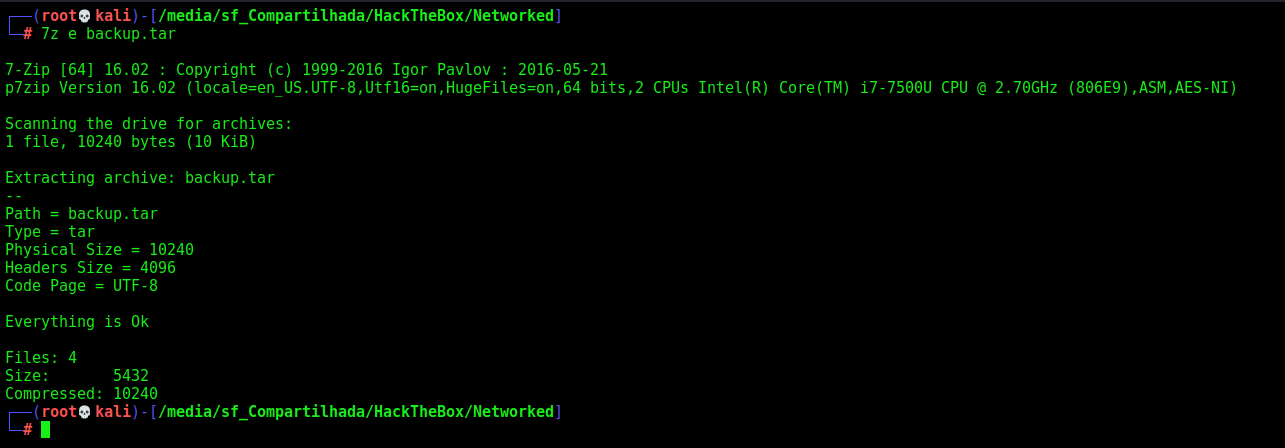 ┌──(root💀kali)-[/media/sf_Compartilhada/HackTheBox/Networked]
└─# 7z e backup.tar
7-Zip [64] 16.02 : Copyright (c) 1999-2016 Igor Pavlov : 2016-05-21
p7zip Version 16.02 (locale=en_US.UTF-8,Utf16=on,HugeFiles=on,64 bits,2 CPUs Intel(R) Core(TM) i7-7500U CPU @ 2.70GHz (806E9),ASM,AES-NI)
Scanning the drive for archives:
1 file, 10240 bytes (10 KiB)
Extracting archive: backup.tar
--
Path = backup.tar
Type = tar
Physical Size = 10240
Headers Size = 4096
Code Page = UTF-8
Everything is Ok
Files: 4
Size:       5432
Compressed: 10240
┌──(root💀kali)-[/media/sf_Compartilhada/HackTheBox/Networked]
└─#